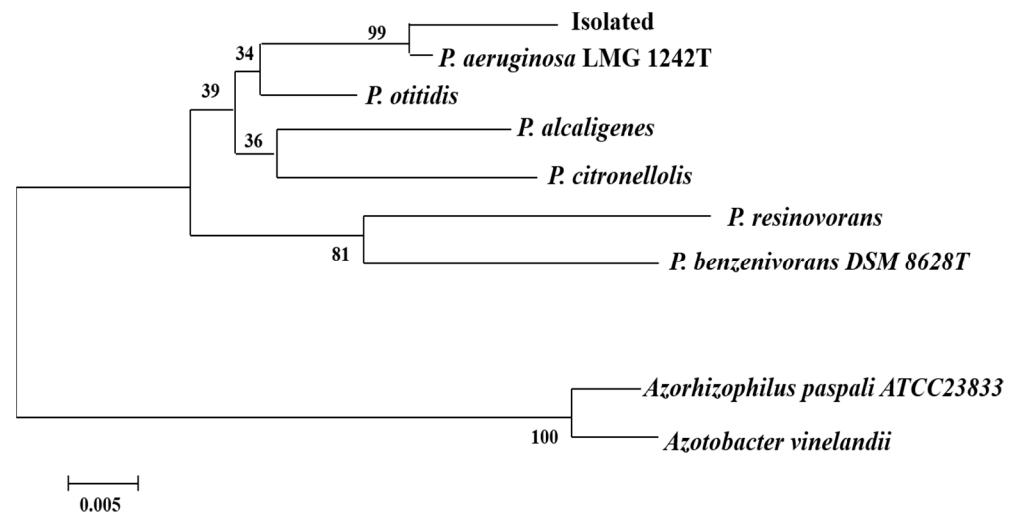 Isolated
99
P. aeruginosa LMG 1242T
34
P. otitidis
39
P. alcaligenes
36
P. citronellolis
P. resinovorans
81
P. benzenivorans DSM 8628T
Azorhizophilus paspali ATCC23833
100
Azotobacter vinelandii
0.005